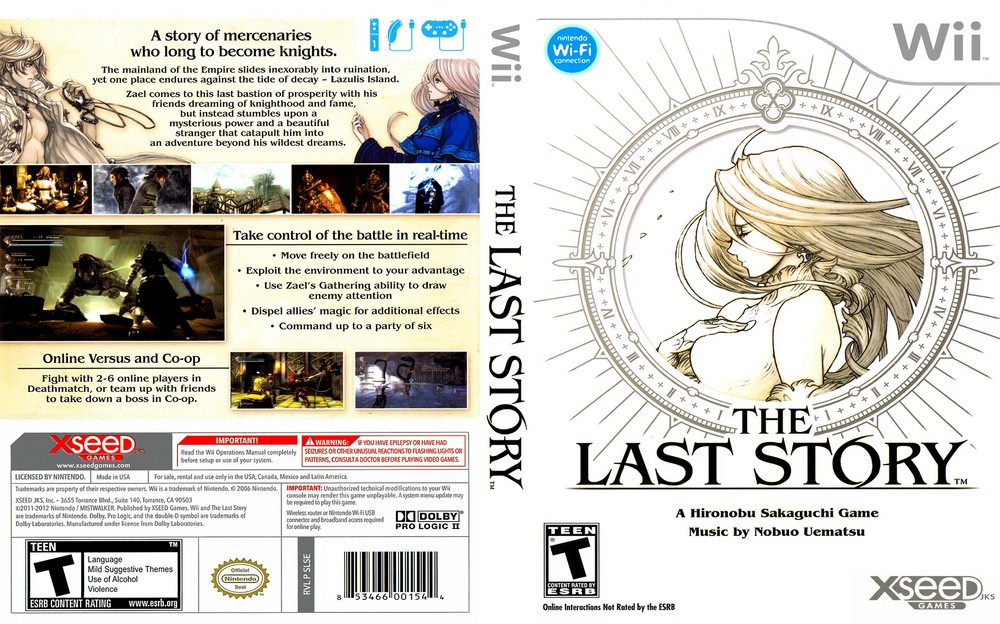 A story of mercenaries
who long to become knights.
The mainland of the Empire slides inexorably into ruination,
yet one place endures against the tide of decay – Lazulis Island.
Zael comes to this last bastion of prosperity with his
friends dreaming of knighthood and fame,
but instead stumbles upon a
mysterious power and a beautiful
stranger that catapult him into
an adventure beyond his wildest dreams.
1
Take control of the battle in real-time
• Move freely on the battlefield
• Exploit the environment to your advantage
• Use Zael's Gathering ability to draw
enemy attention
• Dispel allies' magic for additional effects
• Command up to a party of six
Online Versus and Co-op
Fight with 2-6 online players in
Deathmatch, or team up with friends
to take down a boss in Co-op.
XSEED JKS
GAMES
www.xseedgames.com
IMPORTANT!
Read the Wii Operations Manual completely
before setup or use of your system.
WARNING: IF YOU HAVE EPILEPSY OR HAVE HAD
SEIZURES OR OTHER UNUSUAL REACTIONS TO FLASHING LIGHTS OR
PATTERNS, CONSULT A DOCTOR BEFORE PLAYING VIDEO GAMES.
LICENSED BY NINTENDO.
Made in USA
For sale, rental and use only in the USA, Canada, Mexico and Latin America.
Trademarks are property of their respective owners. Wii is a trademark of Nintendo. © 2006 Nintendo.
XSEED JKS, Inc. - 3655 Torrance Blvd., Suite 140, Torrance, CA 90503
©2011-2012 Nintendo / MISTWALKER. Published by XSEED Games. Wii and The Last Story
are trademarks of Nintendo. Dolby, Pro Logic, and the double-D symbol are trademarks of
Dolby Laboratories. Manufactured under license from Dolby Laboratories.
IMPORTANT: Unauthorized technical modifications to your Wii
console may render this game unplayable. A system menu update may
be required to play this game.
Wireless router or Nintendo Wi-Fi USB
connector and broadband access required
for online play.
DOLBY
PRO LOGIC II
TEEN TM
T
Language
Mild Suggestive Themes
Use of Alcohol
Violence
ESRB CONTENT RATING www.esrb.org
Official
Nintendo
Seal
RVL P SLSE
8 53466 00154 4
Wii
THE LAST STORY™
nintendo
Wi-Fi
connection
Wii™
THE
LAST STORY™
A Hironobu Sakaguchi Game
Music by Nobuo Uematsu
TEEN
T
CONTENT RATED BY
ESRB
Online Interactions Not Rated by the ESRB
XSEED JKS
GAMES